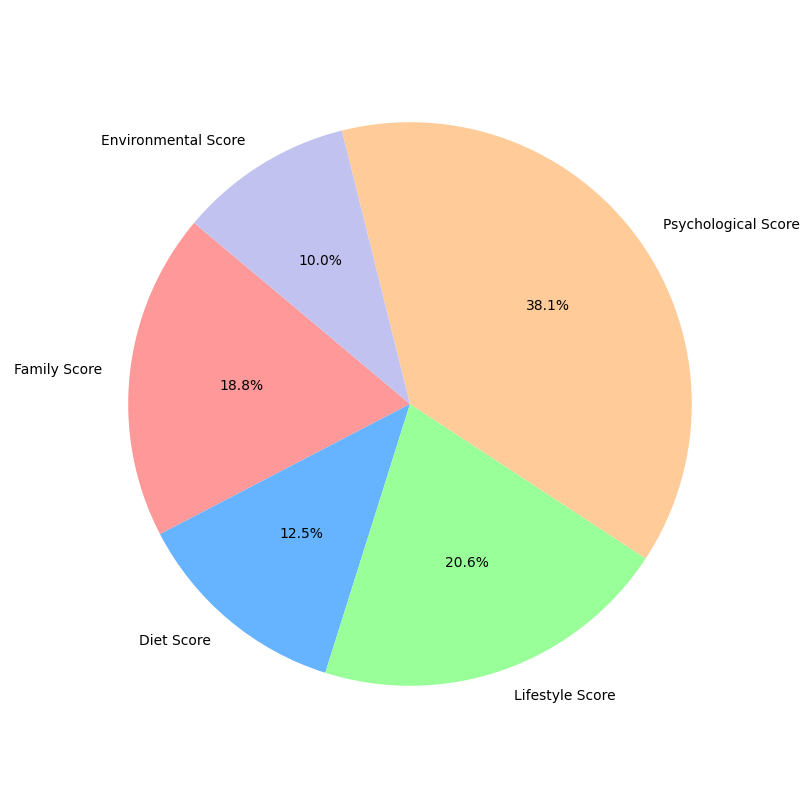 Environmental Score
Psychological Score
10.0%
38.1%
Family Score
18.8%
12.5%
20.6%
Diet Score
Lifestyle Score